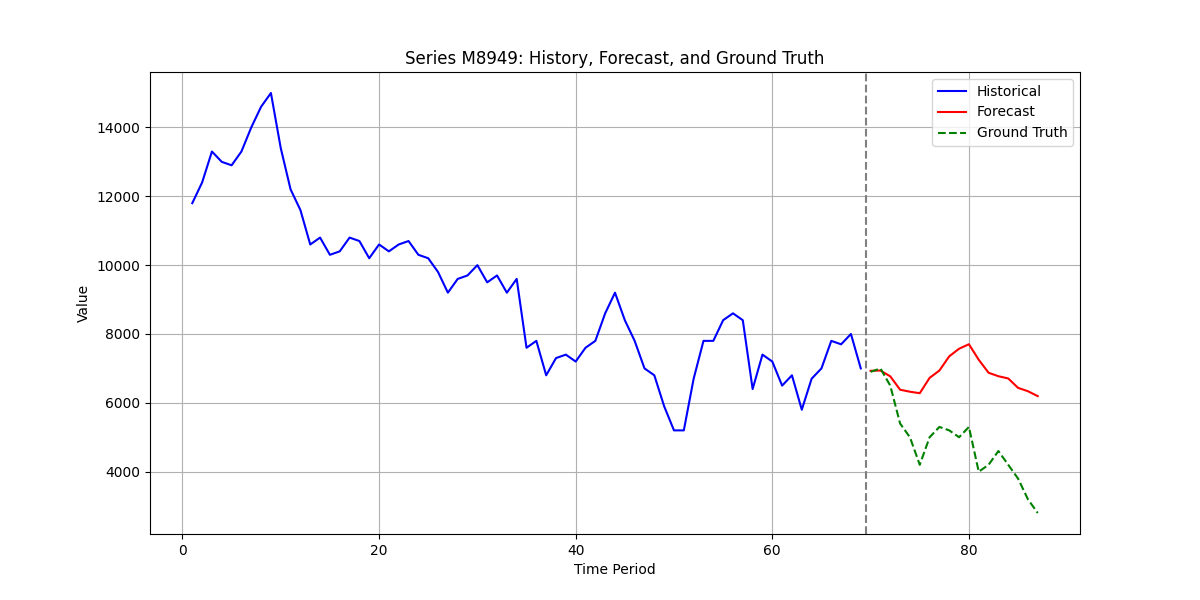 Series M8949: History, Forecast, and Ground Truth
Historical
Forecast
Ground Truth
Value
14000
12000
10000
8000
6000
4000
0
20
40
60
80
Time Period